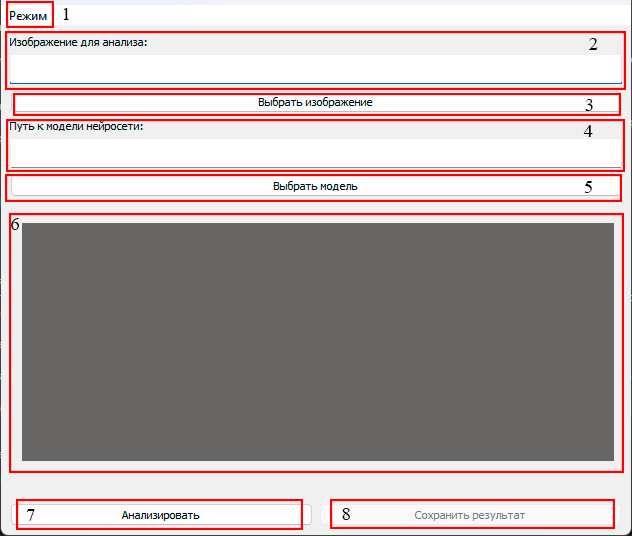 Режим 1
Изображение для анализа: 2
Выбрать изображение 3
Путь к модели нейросети: 4
Выбрать модель 5
6
7 Анализировать 8 Сохранить результат